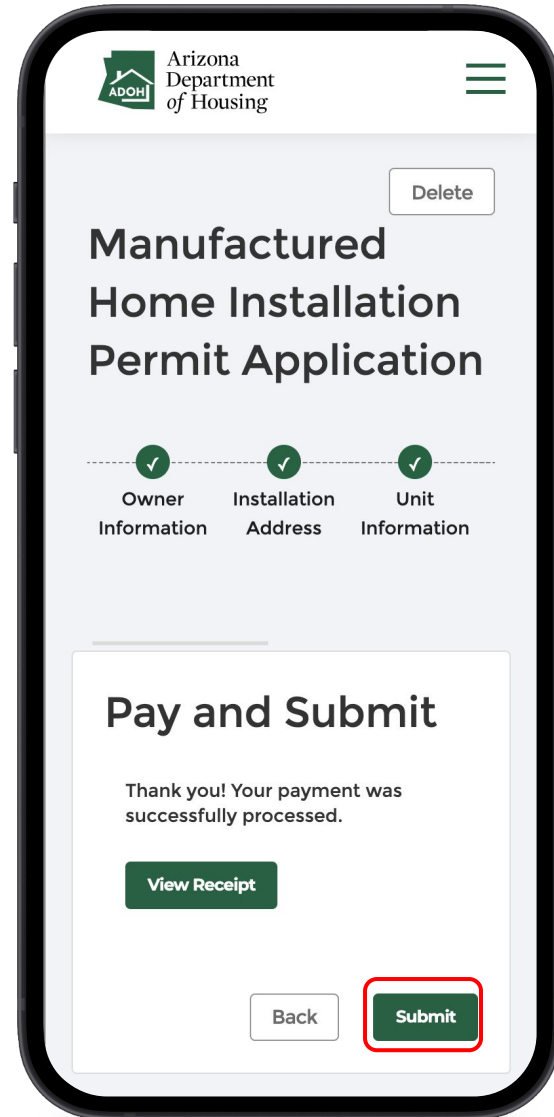 ADOH
Arizona
Department
of Housing
Delete
Manufactured
Home Installation
Permit Application
Owner Information
Installation Address
Unit Information
Pay and Submit
Thank you! Your payment was
successfully processed.
View Receipt
Back
Submit